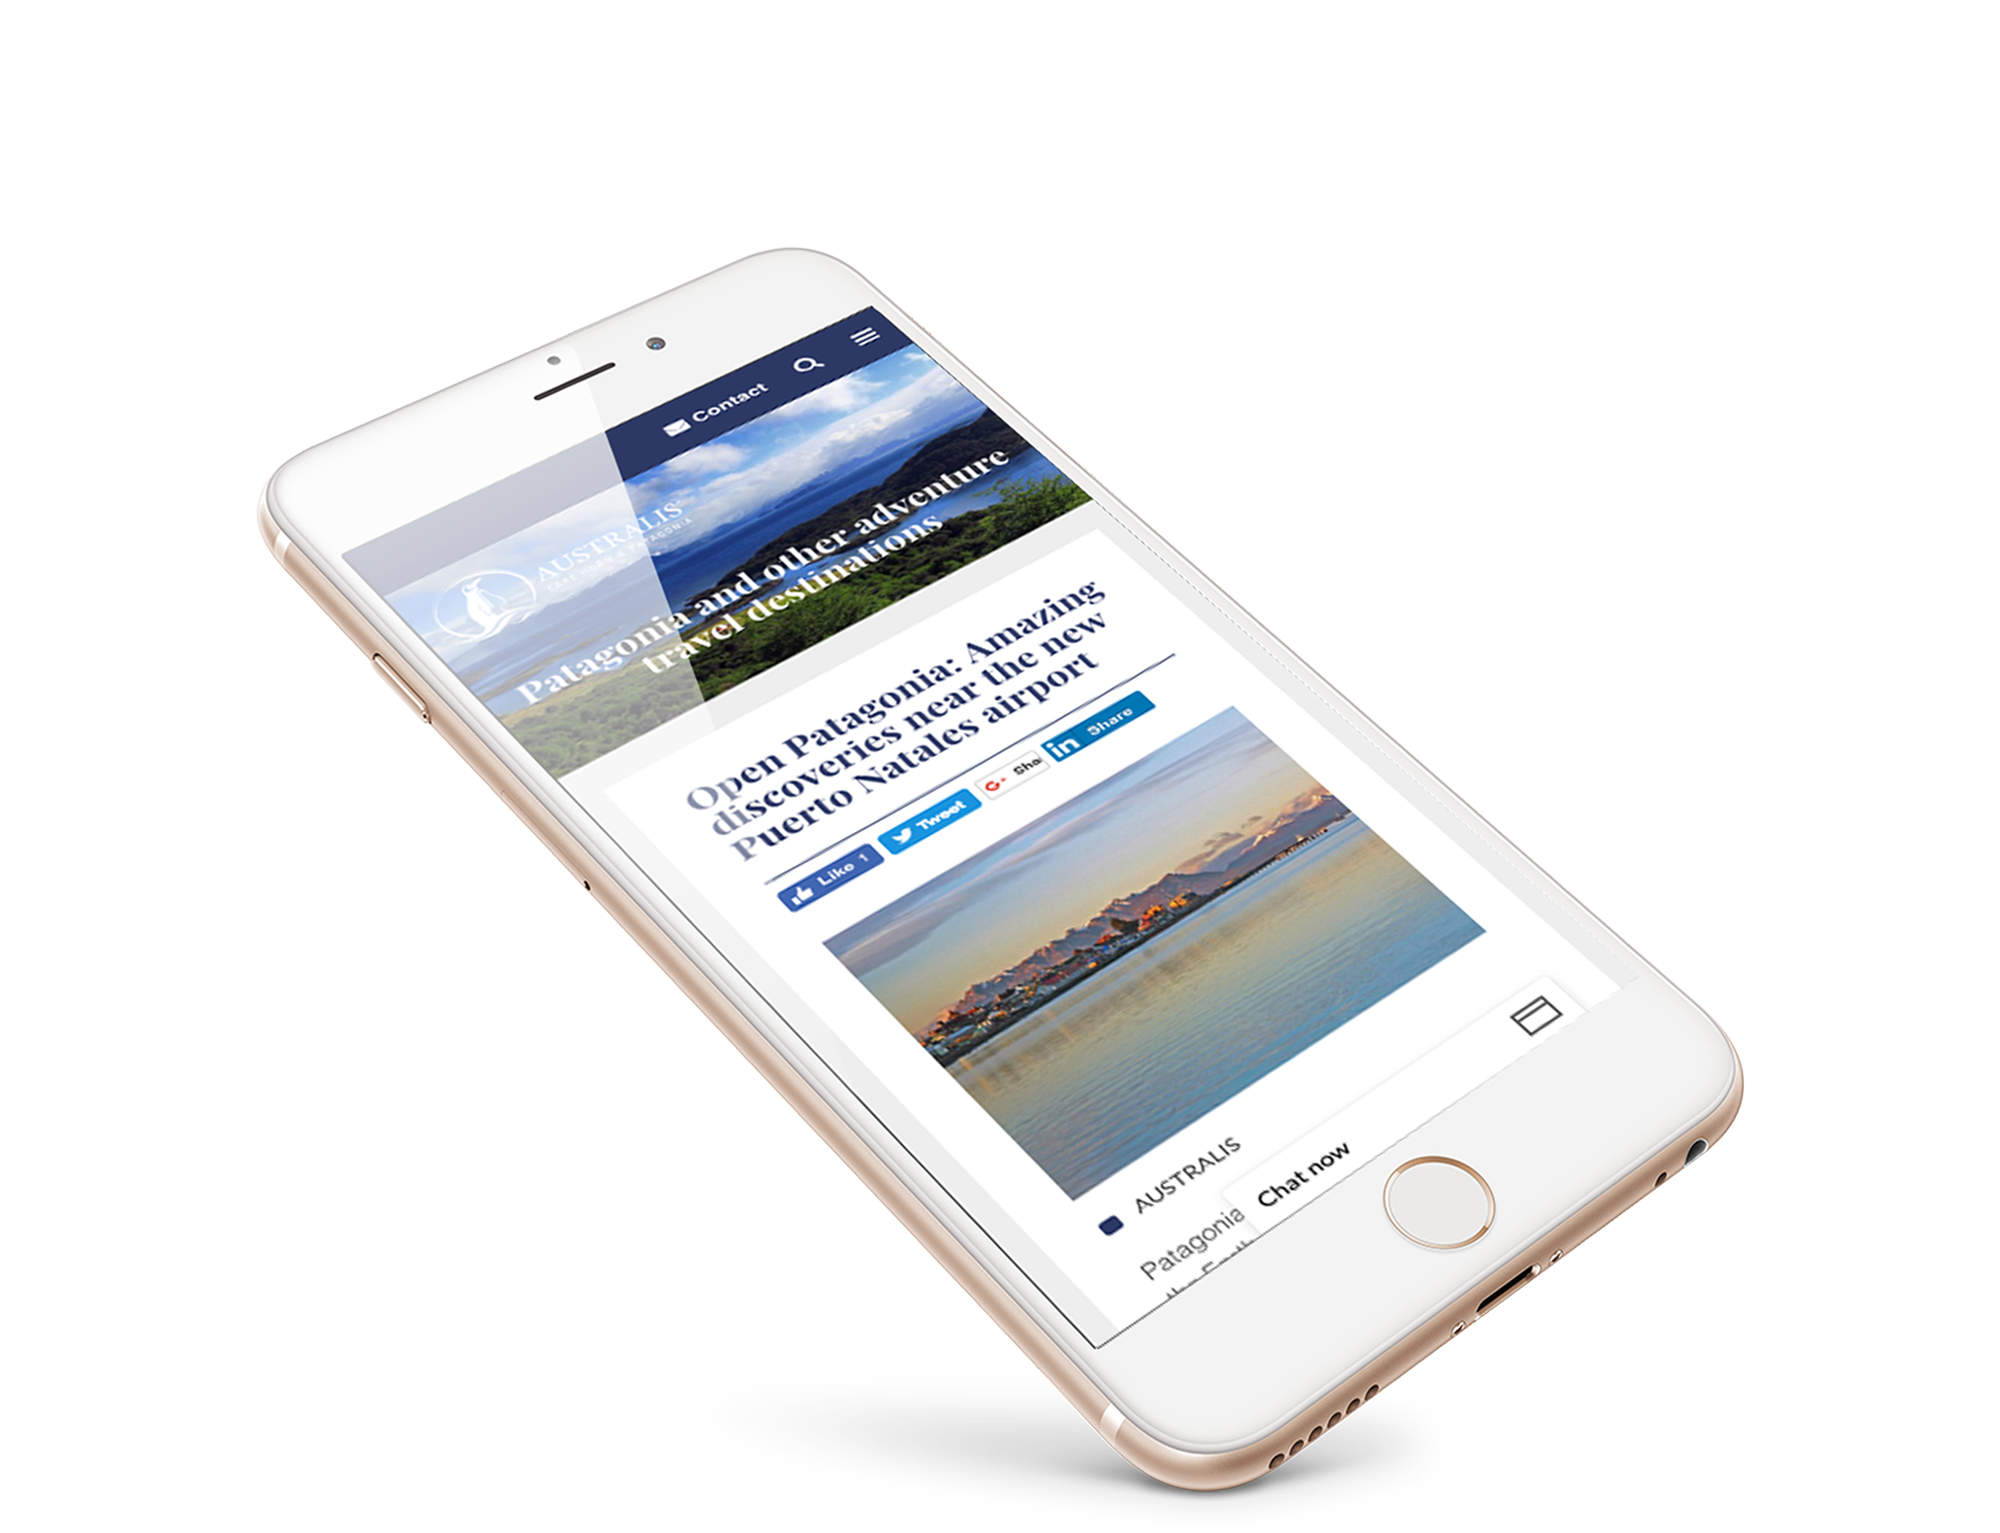 Contact
AUSTRALIS
CAPE HORN & PATAGONIA
Patagonia and other adventure
travel destinations
Open Patagonia: Amazing
discoveries near the new
Puerto Natales airport
Like 1
Tweet
G+ Sha
in Share
AUSTRALIS
Chat now
Patagonia